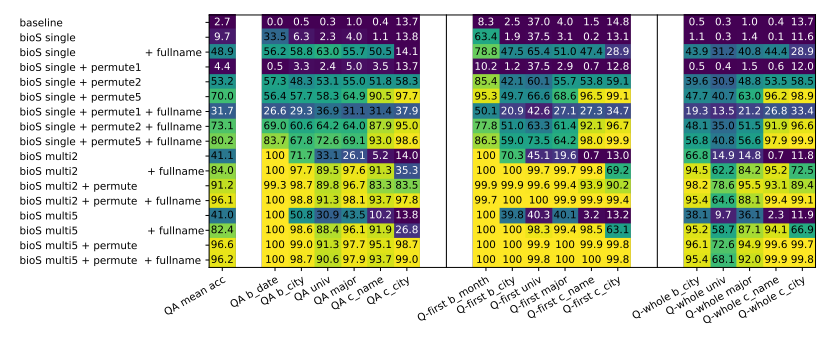 baseline 2.7 0.0 0.5 0.3 1.0 0.4 13.7 8.3 0.5 37.0 4.0 1.5 14.8 0.5 0.3 1.0 0.4 13.7
bioS single 9.7 33.5 6.3 2.3 4.0 1.1 13.8 63.4 1.9 37.5 3.1 0.2 13.1 1.1 0.3 1.4 0.1 11.6
bioS single + fullname 48.9 56.2 58.8 63.0 55.7 50.5 14.1 78.8 47.5 65.4 51.0 47.4 28.9 43.9 31.2 40.8 44.4 28.9
bioS single + permute1 4.4 0.5 3.3 2.4 5.0 3.5 13.7 10.2 1.2 37.5 2.9 0.7 12.8 0.5 0.4 1.5 0.6 12.0
bioS single + permute2 53.2 57.3 48.3 53.1 55.0 51.8 58.3 85.4 42.1 60.1 55.7 53.8 59.1 39.6 30.9 48.8 53.5 58.5
bioS single + permute5 70.0 56.4 57.7 58.3 64.9 90.5 97.7 95.3 49.7 66.6 68.6 96.5 99.1 47.7 40.7 63.0 96.2 98.9
bioS single + permute1 + fullname 31.7 26.6 29.3 36.9 31.1 31.4 37.9 50.1 20.9 42.6 27.1 27.3 34.7 19.3 13.5 21.2 26.8 33.4
bioS single + permute2 + fullname 73.1 69.0 60.6 64.2 64.0 87.9 95.0 77.8 51.0 63.3 61.4 92.1 96.7 48.1 35.0 51.5 91.9 96.6
bioS single + permute5 + fullname 80.2 83.7 67.8 72.6 69.1 93.0 98.6 86.5 59.0 73.5 64.2 98.0 99.9 56.8 40.8 56.6 97.9 99.9
bioS multi2 41.1 100 71.7 33.1 26.1 5.2 14.0 100 70.3 45.1 19.6 0.7 13.0 66.8 14.9 14.8 0.7 11.8
bioS multi2 + fullname 84.0 100 97.7 89.5 97.6 91.3 35.3 100 100 99.7 99.7 99.8 69.2 94.5 62.2 84.2 95.2 72.5
bioS multi2 + permute 91.2 99.3 98.7 89.8 96.7 83.3 83.5 99.9 99.9 99.6 99.4 93.9 90.2 98.2 78.6 95.5 93.1 89.4
bioS multi2 + permute + fullname 96.1 100 98.8 91.3 98.1 93.7 97.8 99.7 100 100 100 99.9 99.8 95.4 64.6 88.1 99.4 99.1
bioS multi5 41.0 100 50.8 30.9 43.5 10.2 13.8 100 39.8 40.3 40.1 3.2 13.2 38.1 9.7 36.1 2.3 11.9
bioS multi5 + fullname 82.4 100 98.6 88.4 96.1 91.9 26.8 100 100 98.3 99.4 98.5 63.1 95.2 58.7 87.1 94.1 66.9
bioS multi5 + permute 96.6 100 99.0 91.3 97.7 95.1 98.7 100 100 99.9 100 99.9 99.8 96.1 72.6 94.9 99.6 99.7
bioS multi5 + permute + fullname 96.2 100 98.7 90.6 97.9 93.7 99.0 100 100 99.9 100 99.9 99.8 95.4 68.1 92.0 99.9 99.8
QA mean acc QA b_date QA b_city QA univ QA major QA c_name QA c_city Q-first b_month Q-first b_city Q-first univ Q-first major Q-first c_name Q-first c_city Q-whole b_city Q-whole univ Q-whole major Q-whole c_name Q-whole c_city